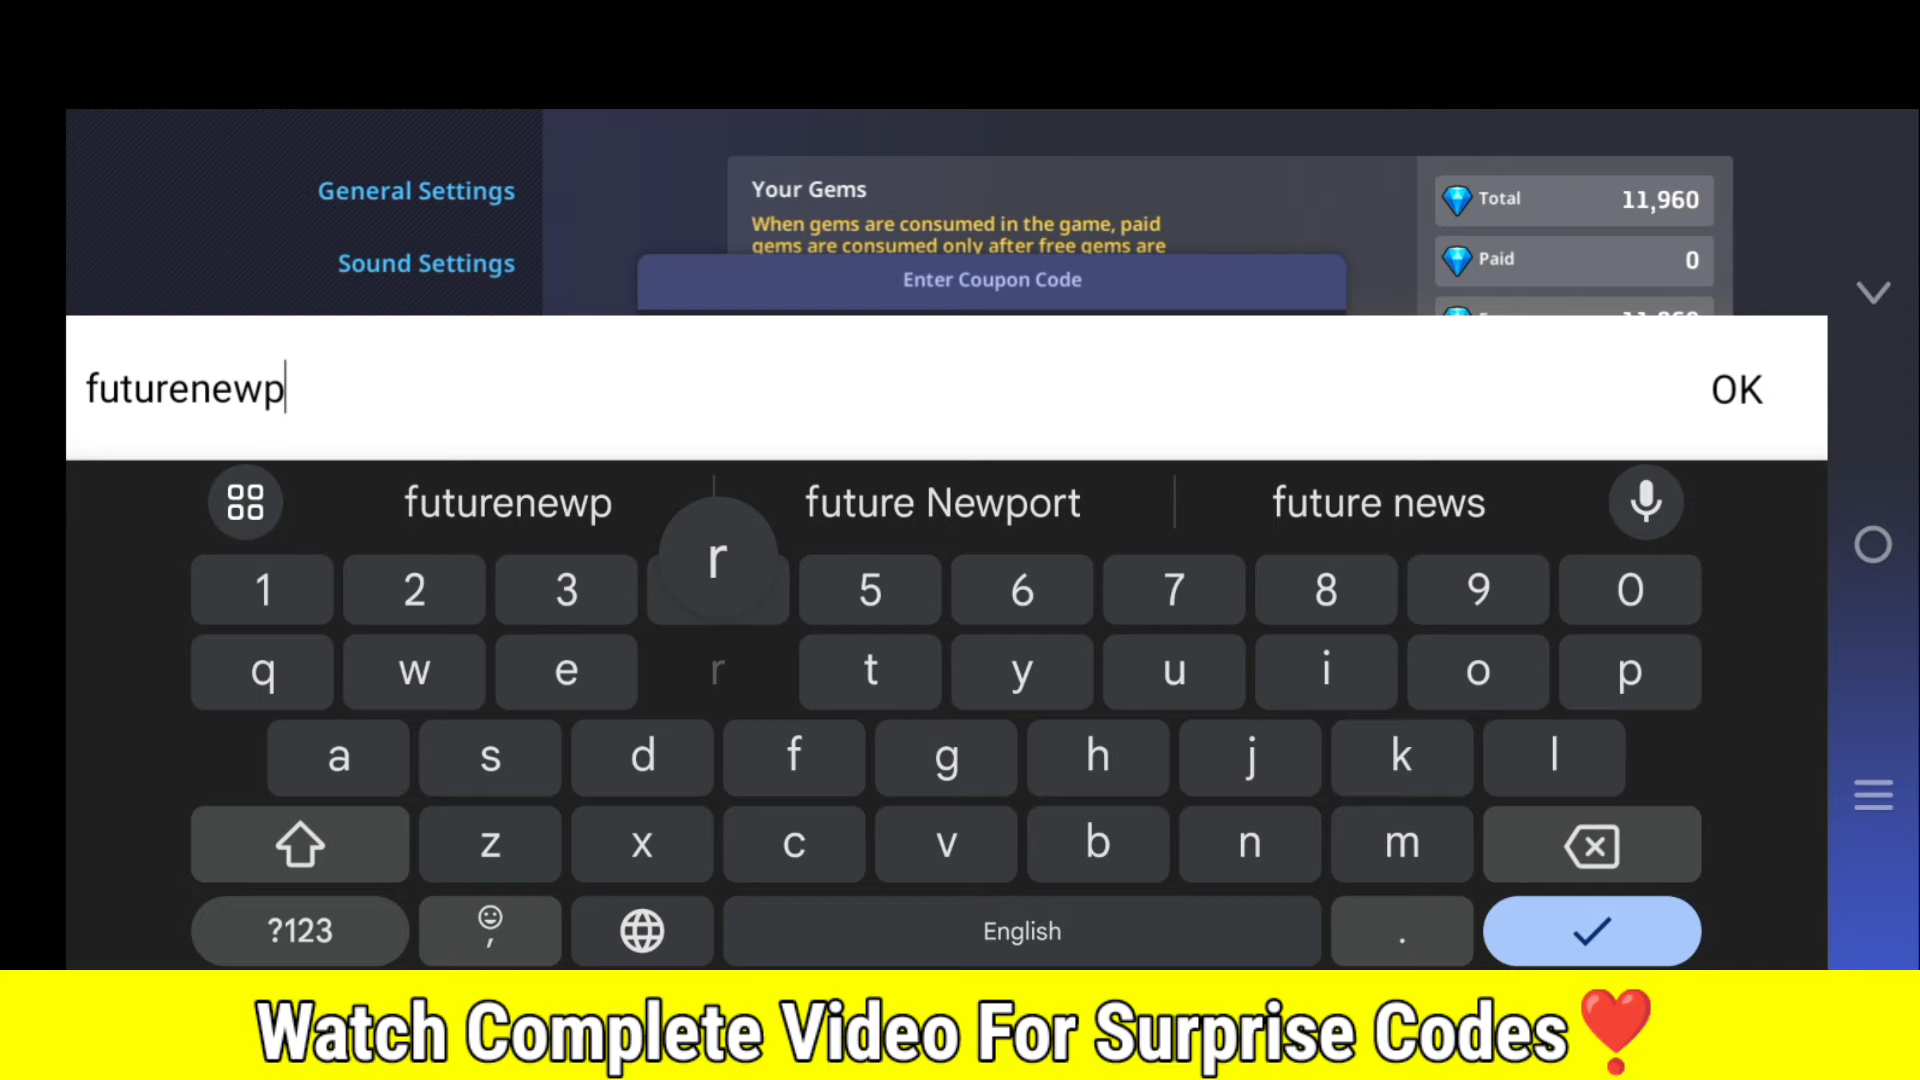 General Settings
Sound Settings
Your Gems
When gems are consumed in the game, paid
gems are consumed only after free gems are
Total 11,960
Paid 0
Enter Coupon Code
futurenewp
OK
futurenewp
future Newport
future news
r
1 2 3 5 6 7 8 9 0
q w e r t y u i o p
a s d f g h j k l
z x c v b n m
?123 , English .
Watch Complete Video For Surprise Codes❣️